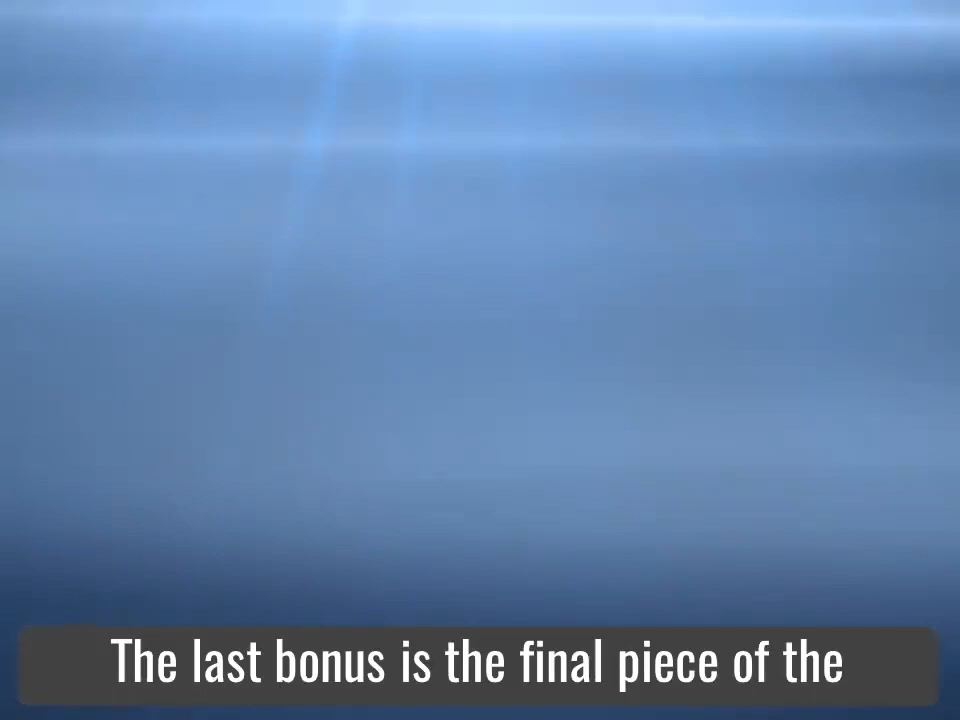 The last bonus is the final piece of the